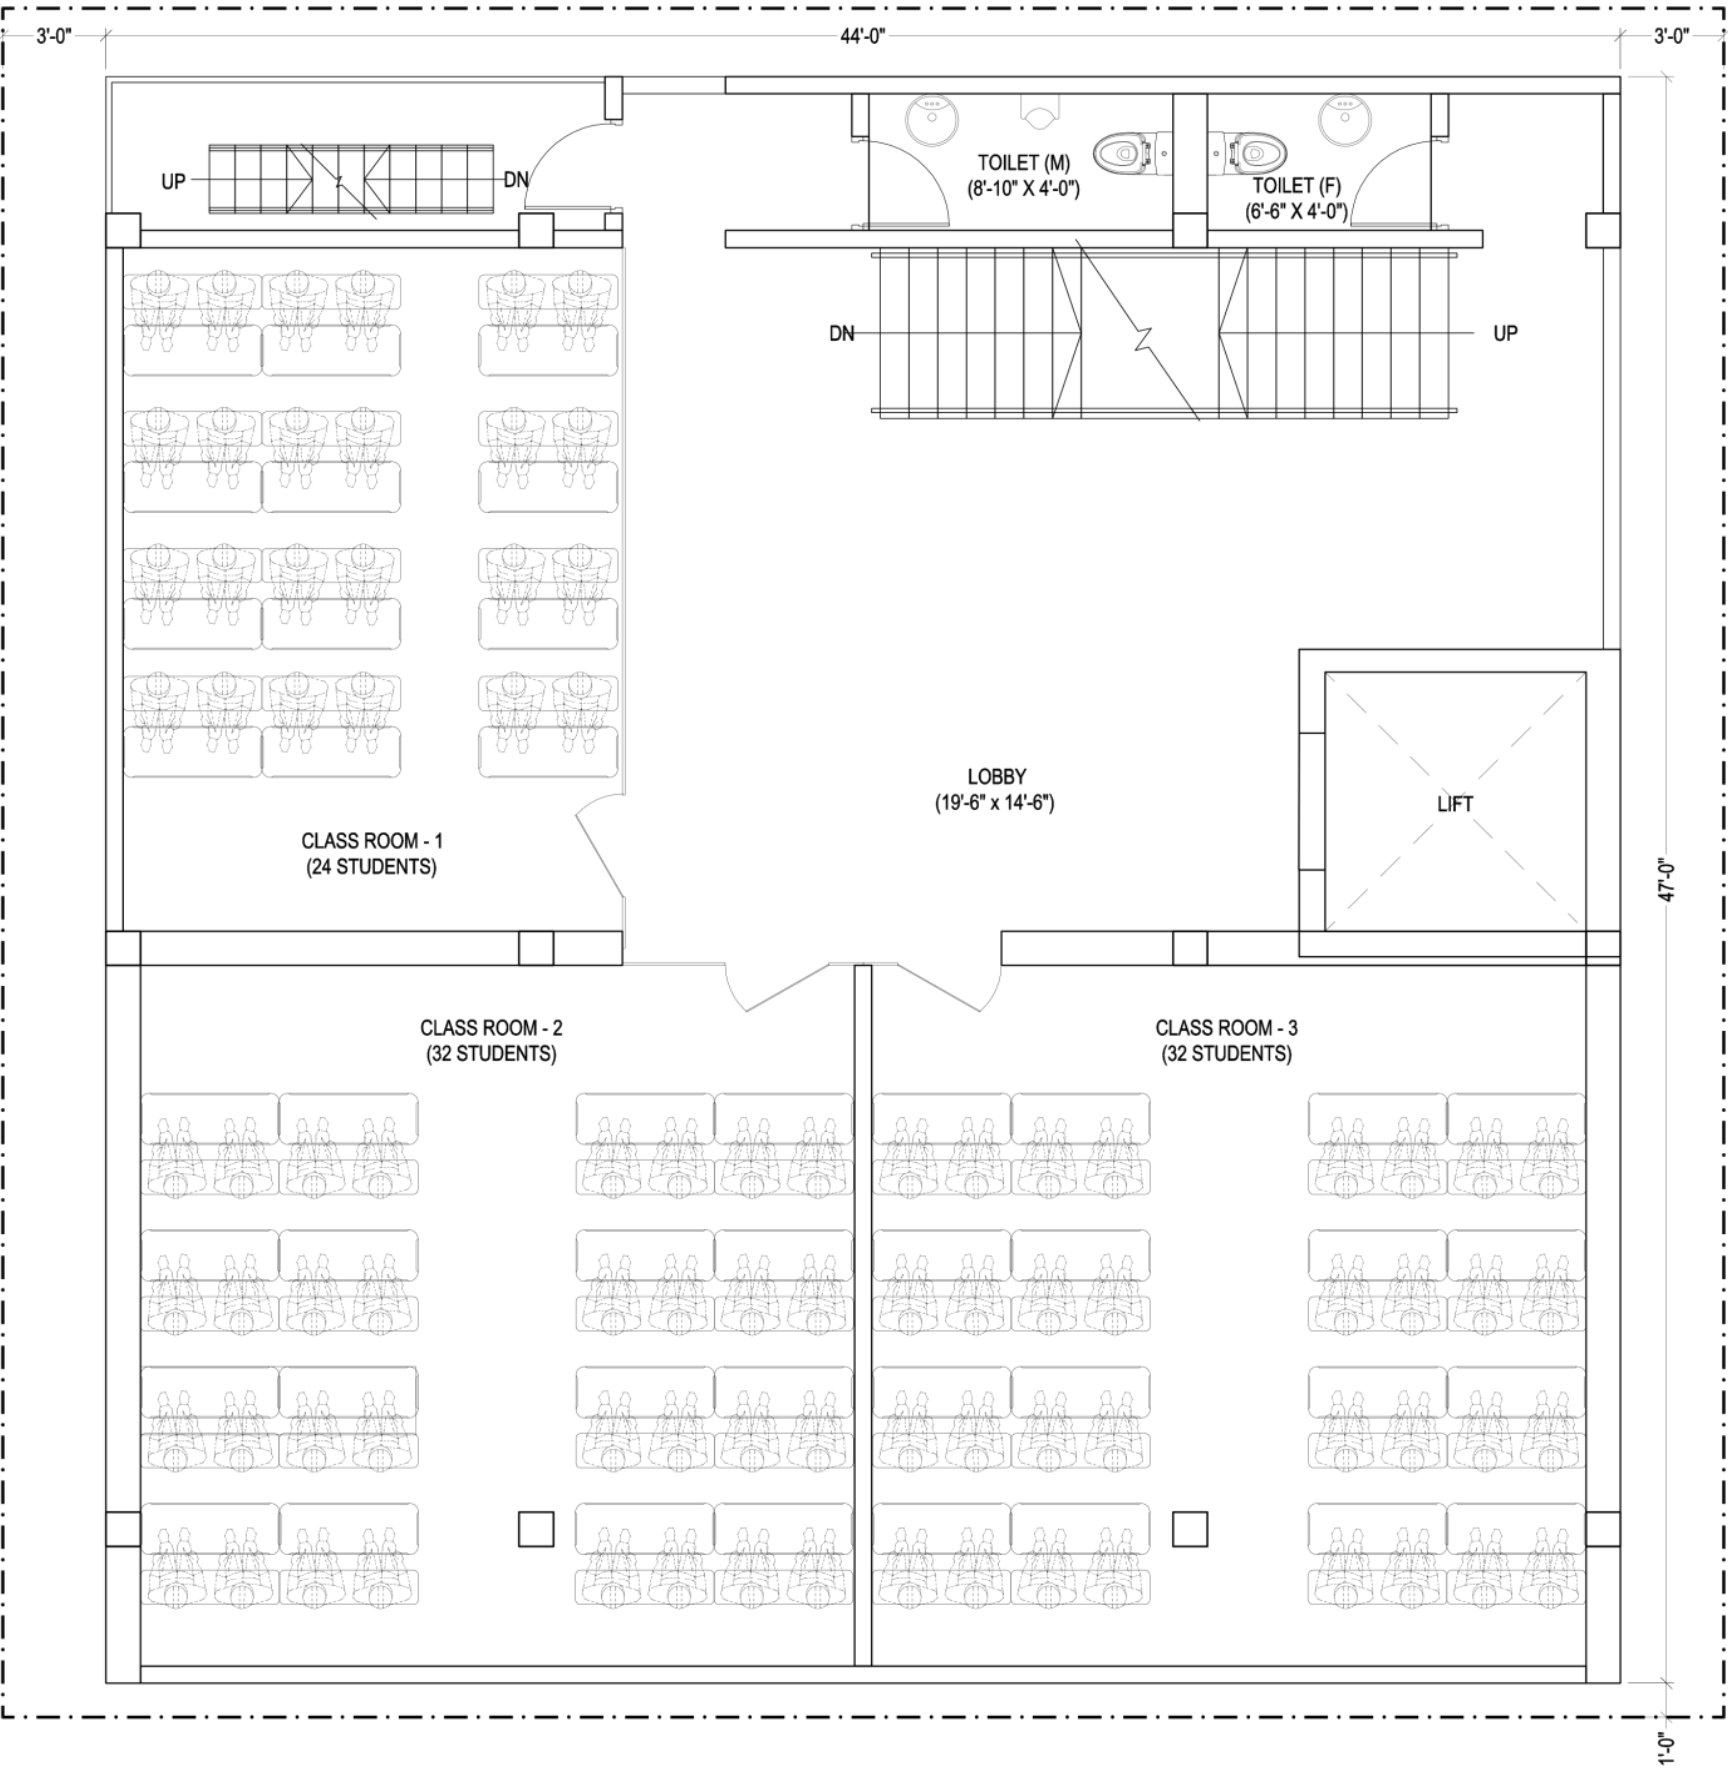 3'-0"
44'-0"
3'-0"
UP
DN
TOILET (M)
(8'-10" X 4'-0")
TOILET (F)
(6'-6" X 4'-0")
DN
UP
LOBBY
(19'-6" x 14'-6")
LIFT
CLASS ROOM - 1
(24 STUDENTS)
47'-0"
CLASS ROOM - 2
(32 STUDENTS)
CLASS ROOM - 3
(32 STUDENTS)
1'-0"